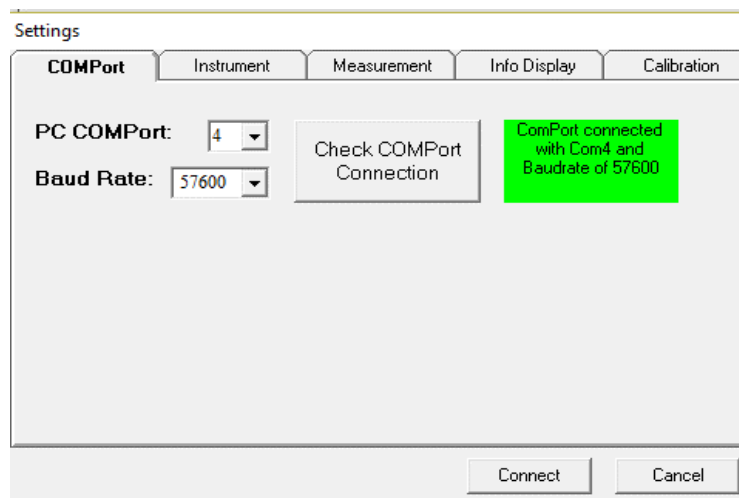 Settings
COMPort Instrument Measurement Info Display Calibration
PC COMPort: 4
Baud Rate: 57600
Check COMPort
Connection
ComPort connected
with Com4 and
Baudrate of 57600
Connect Cancel